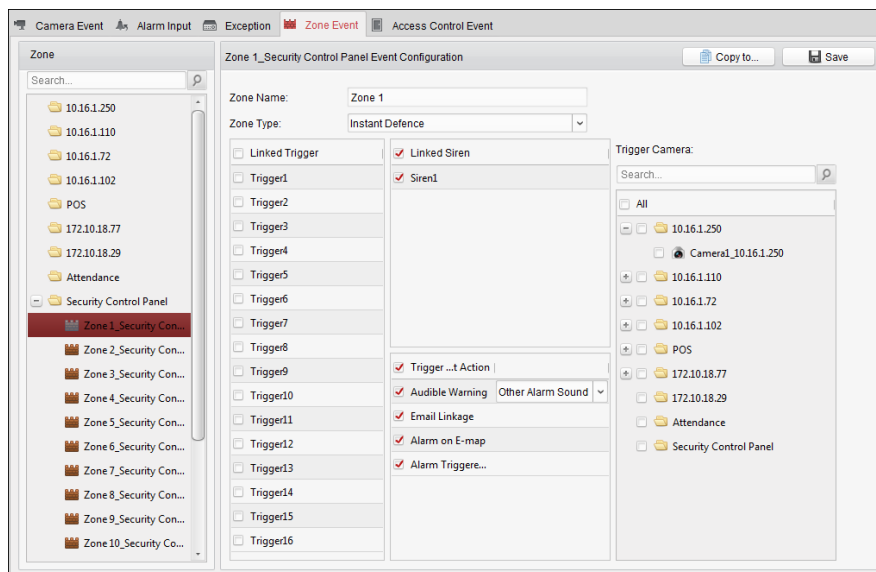 Camera Event Alarm Input Exception Zone Event Access Control Event
Zone
Search...
10.16.1.250
10.16.1.110
10.16.1.72
10.16.1.102
POS
172.10.18.77
172.10.18.29
Attendance
Security Control Panel
Zone 1_Security Con...
Zone 2_Security Con...
Zone 3_Security Con...
Zone 4_Security Con...
Zone 5_Security Con...
Zone 6_Security Con...
Zone 7_Security Con...
Zone 8_Security Con...
Zone 9_Security Con...
Zone 10_Security Co...
Zone 1_Security Control Panel Event Configuration
Copy to...
Save
Zone Name: Zone 1
Zone Type: Instant Defence
Linked Trigger
Trigger1
Trigger2
Trigger3
Trigger4
Trigger5
Trigger6
Trigger7
Trigger8
Trigger9
Trigger10
Trigger11
Trigger12
Trigger13
Trigger14
Trigger15
Trigger16
Linked Siren
Siren1
Trigger ...t Action
Audible Warning Other Alarm Sound
Email Linkage
Alarm on E-map
Alarm Triggere...
Trigger Camera:
Search...
All
10.16.1.250
Camera1_10.16.1.250
10.16.1.110
10.16.1.72
10.16.1.102
POS
172.10.18.77
172.10.18.29
Attendance
Security Control Panel